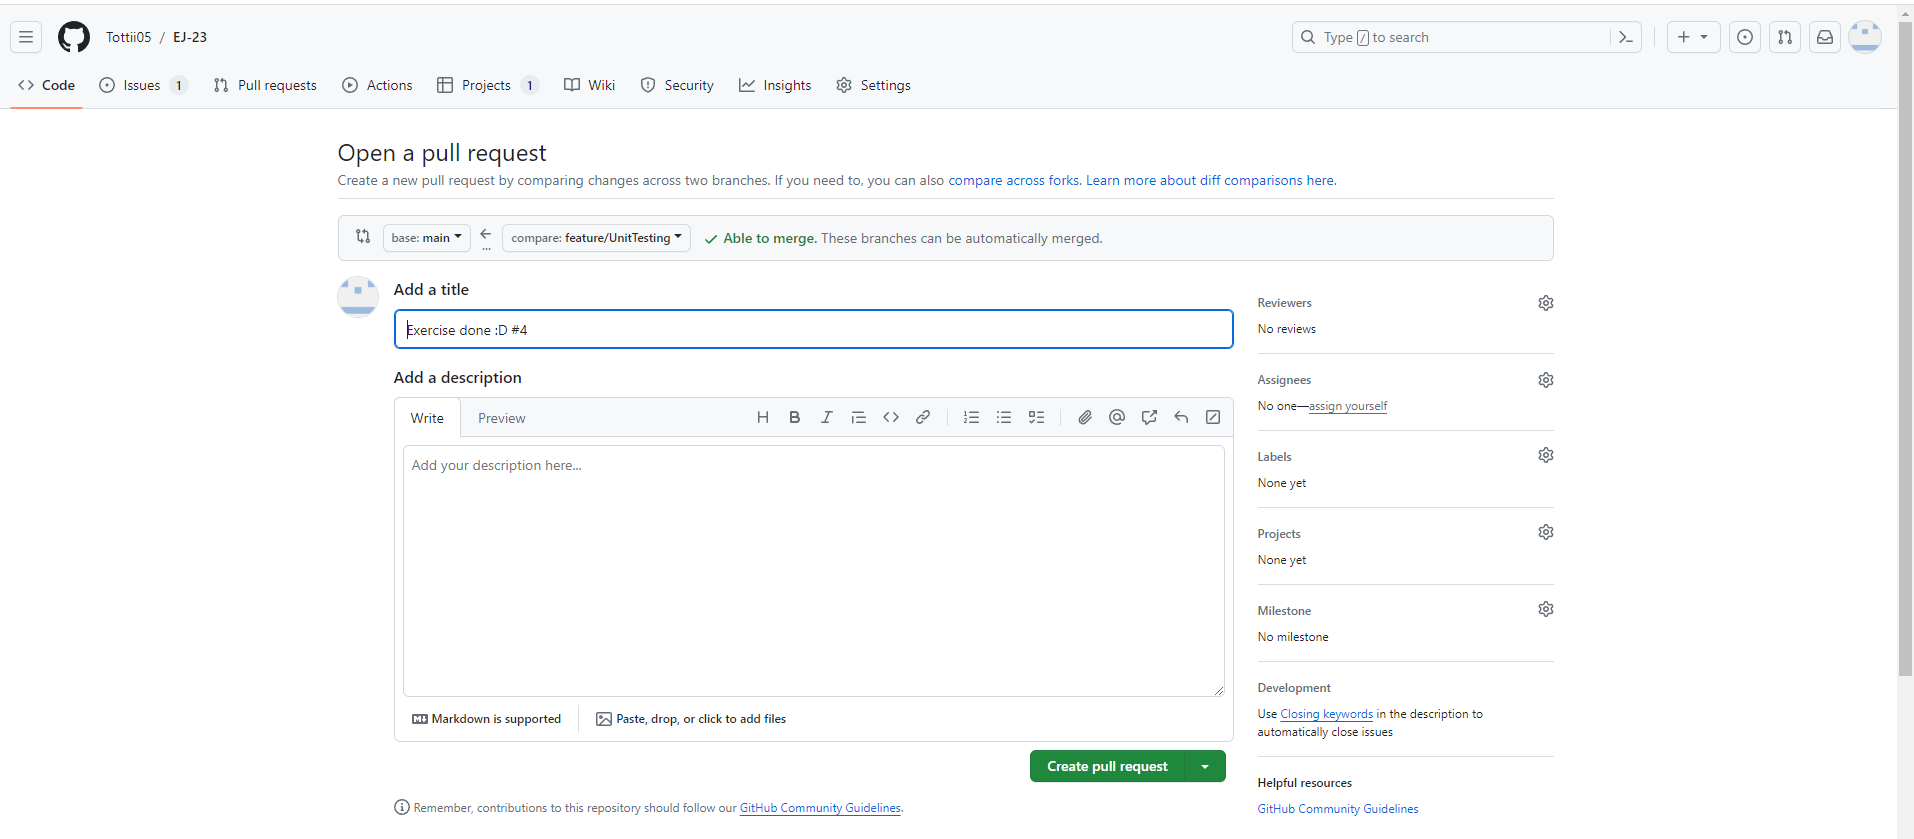 Tottii05 / EJ-23
Type / to search
Code
Issues 1
Pull requests
Actions
Projects 1
Wiki
Security
Insights
Settings
Open a pull request
Create a new pull request by comparing changes across two branches. If you need to, you can also compare across forks. Learn more about diff comparisons here.
base: main
...
compare: feature/UnitTesting
Able to merge. These branches can be automatically merged.
Add a title
Exercise done :D #4
Add a description
Write
Preview
Add your description here...
Markdown is supported
Paste, drop, or click to add files
Create pull request
Remember, contributions to this repository should follow our GitHub Community Guidelines.
Reviewers
No reviews
Assignees
No one—assign yourself
Labels
None yet
Projects
None yet
Milestone
No milestone
Development
Use Closing keywords in the description to
automatically close issues
Helpful resources
GitHub Community Guidelines